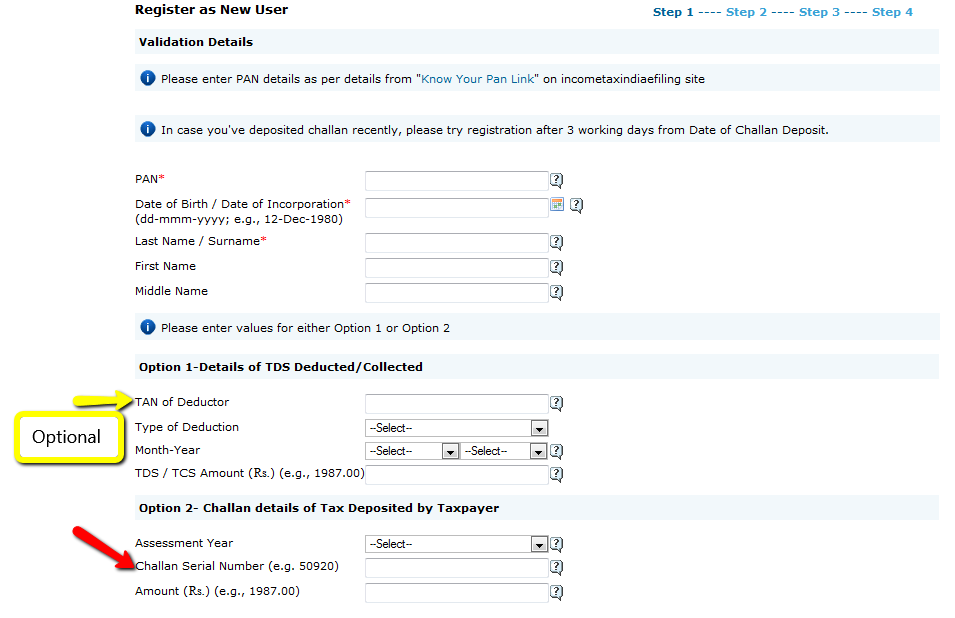 Register as New User
Step 1 ---- Step 2 ---- Step 3 ---- Step 4
Validation Details
Please enter PAN details as per details from "Know Your Pan Link" on incometaxindiaefiling site
In case you've deposited challan recently, please try registration after 3 working days from Date of Challan Deposit.
PAN*
Date of Birth / Date of Incorporation*
(dd-mmm-yyyy; e.g., 12-Dec-1980)
Last Name / Surname*
First Name
Middle Name
Please enter values for either Option 1 or Option 2
Option 1-Details of TDS Deducted/Collected
TAN of Deductor
Optional
Type of Deduction --Select--
Month-Year --Select-- --Select--
TDS / TCS Amount (Rs.) (e.g., 1987.00)
Option 2- Challan details of Tax Deposited by Taxpayer
Assessment Year --Select--
Challan Serial Number (e.g. 50920)
Amount (Rs.) (e.g., 1987.00)